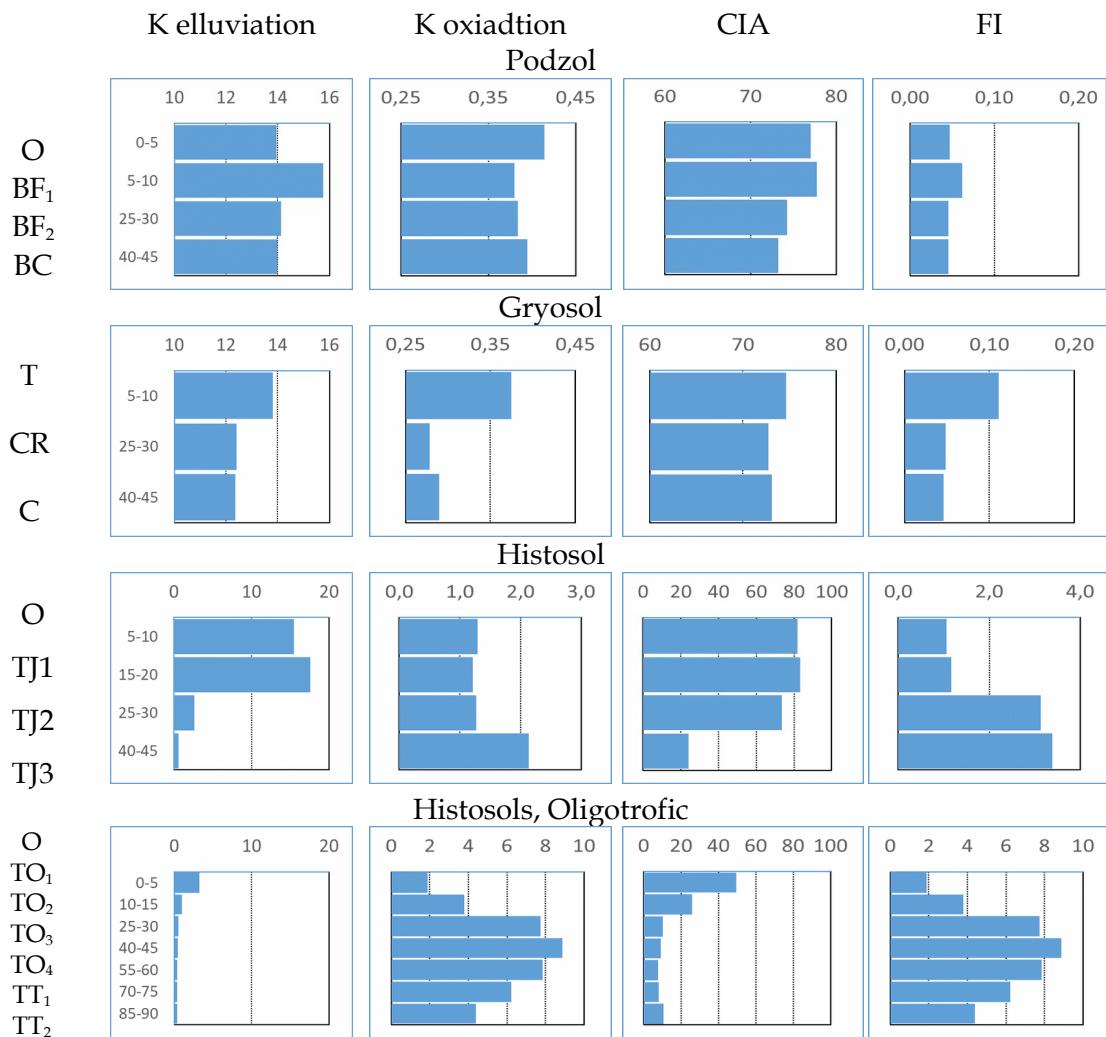 K elluviation K oxiadtion CIA FI
Podzol
10 12 14 16 0,25 0,35 0,45 60 70 80 0,00 0,10 0,20
O 0-5
BF₁ 5-10
BF₂ 25-30
BC 40-45
Gryosol
10 12 14 16 0,25 0,35 0,45 60 70 80 0,00 0,10 0,20
T 5-10
CR 25-30
C 40-45
Histosol
0 10 20 0,0 1,0 2,0 3,0 0 20 40 60 80 100 0,0 2,0 4,0
O 5-10
TJ1 15-20
TJ2 25-30
TJ3 40-45
Histosols, Oligotrofic
0 10 20 0 2 4 6 8 10 0 20 40 60 80 100 0 2 4 6 8 10
O 0-5
TO₁ 10-15
TO₂ 25-30
TO₃ 40-45
TO₄ 55-60
TT₁ 70-75
TT₂ 85-90